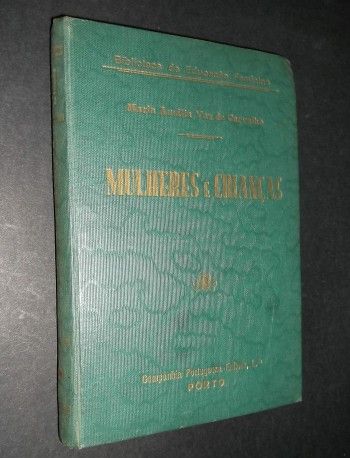 Biblioteca de Educação Feminina
Maria Amália Vaz de Carvalho
MULHERES E CRIANÇAS
Companhia Portuguesa Editora, L.ᵈᵃ
PORTO